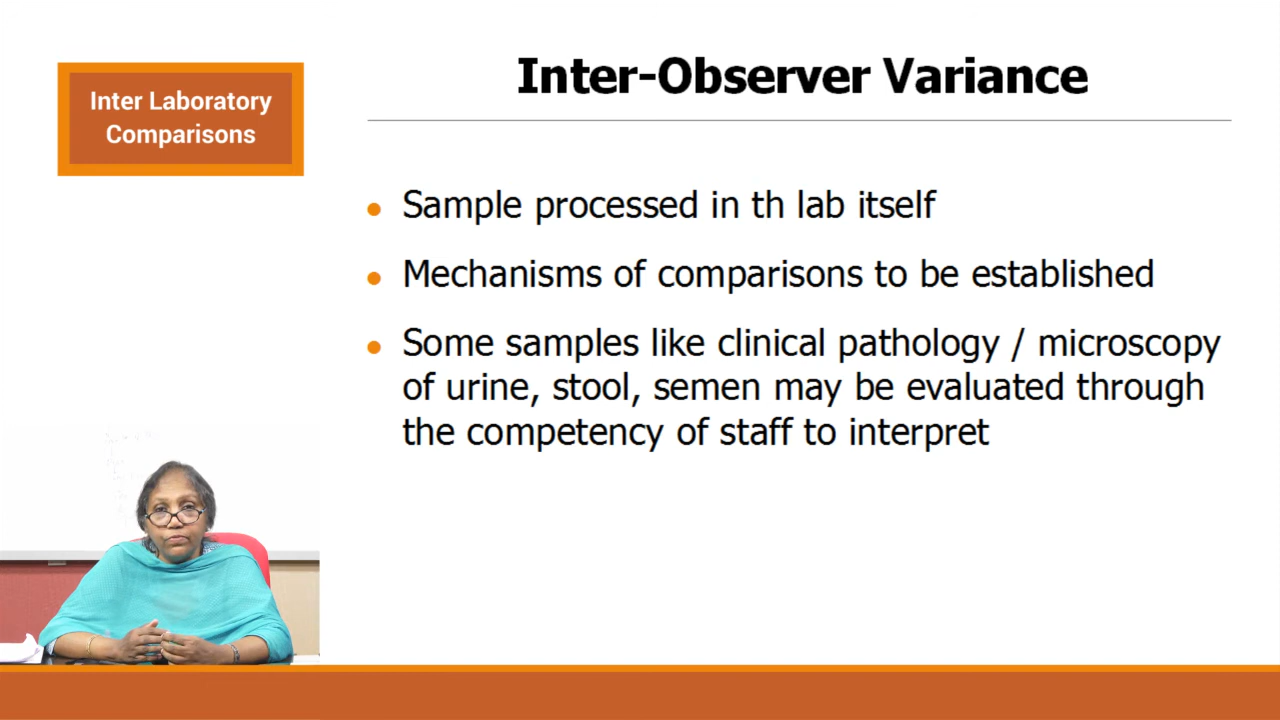 Inter Laboratory
Comparisons
Inter-Observer Variance
Sample processed in th lab itself
Mechanisms of comparisons to be established
Some samples like clinical pathology / microscopy
of urine, stool, semen may be evaluated through
the competency of staff to interpret